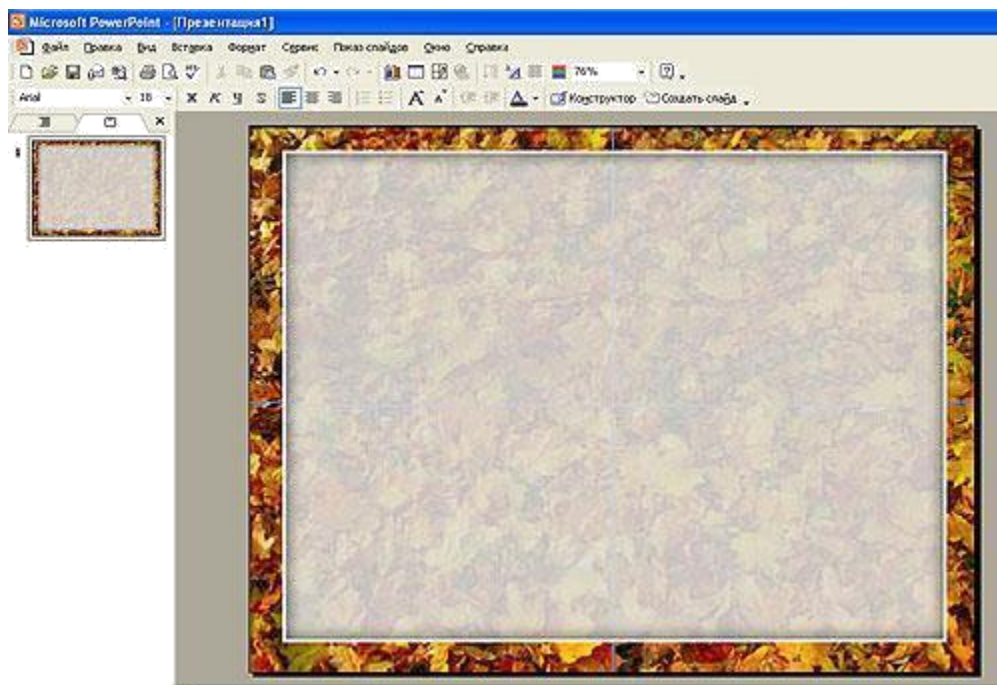 Microsoft PowerPoint - [Презентация1]
Файл Правка Вид Вставка Формат Сервис Показ слайдов Окно Справка
76%
Arial 18 Ж К Ч S A A A Конструктор Создать слайд